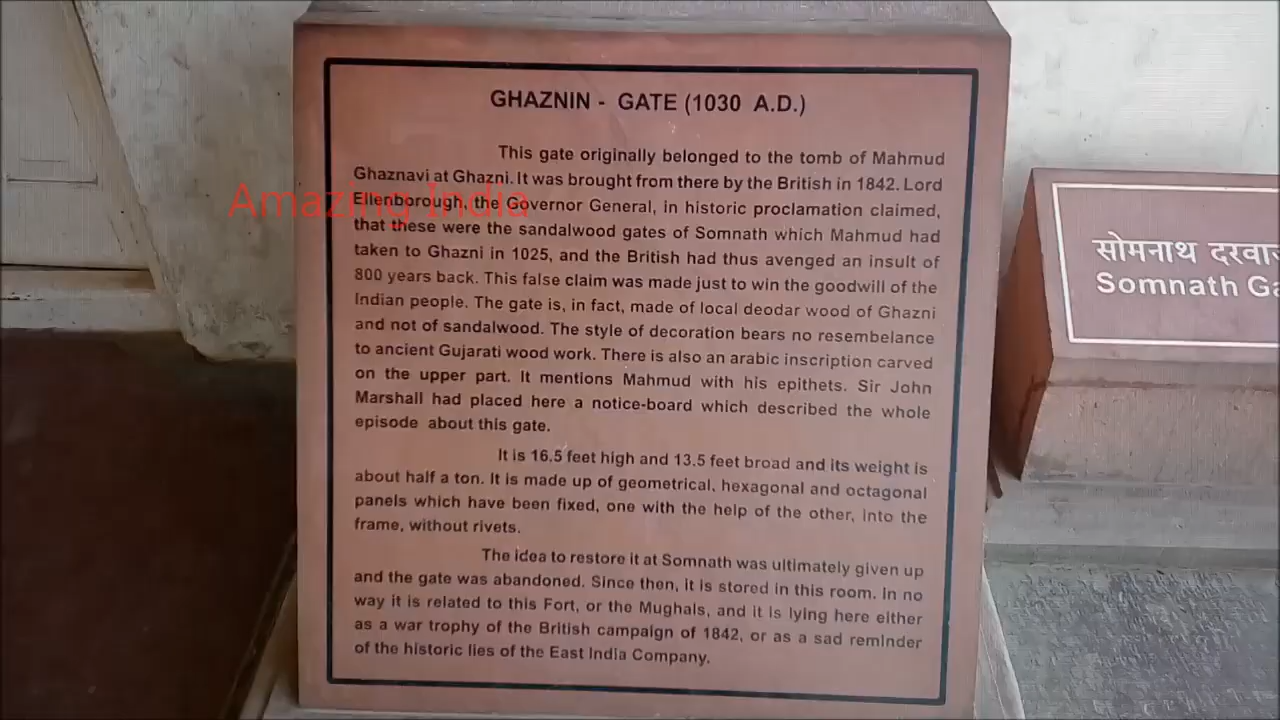 GHAZNIN - GATE (1030 A.D.)
This gate originally belonged to the tomb of Mahmud
Ghaznavi at Ghazni. It was brought from there by the British in 1842. Lord
Ellenborough, the Governor General, in historic proclamation claimed,
that these were the sandalwood gates of Somnath which Mahmud had
taken to Ghazni in 1025, and the British had thus avenged an insult of
800 years back. This false claim was made just to win the goodwill of the
Indian people. The gate is, in fact, made of local deodar wood of Ghazni
and not of sandalwood. The style of decoration bears no resembelance
to ancient Gujarati wood work. There is also an arabic inscription carved
on the upper part. It mentions Mahmud with his epithets. Sir John
Marshall had placed here a notice-board which described the whole
episode about this gate.
It is 16.5 feet high and 13.5 feet broad and its weight is
about half a ton. It is made up of geometrical, hexagonal and octagonal
panels which have been fixed, one with the help of the other, into the
frame, without rivets.
The idea to restore it at Somnath was ultimately given up
and the gate was abandoned. Since then, it is stored in this room. In no
way it is related to this Fort, or the Mughals, and it is lying here either
as a war trophy of the British campaign of 1842, or as a sad reminder
of the historic lies of the East India Company.
Amazing India
सोमनाथ
Somnath